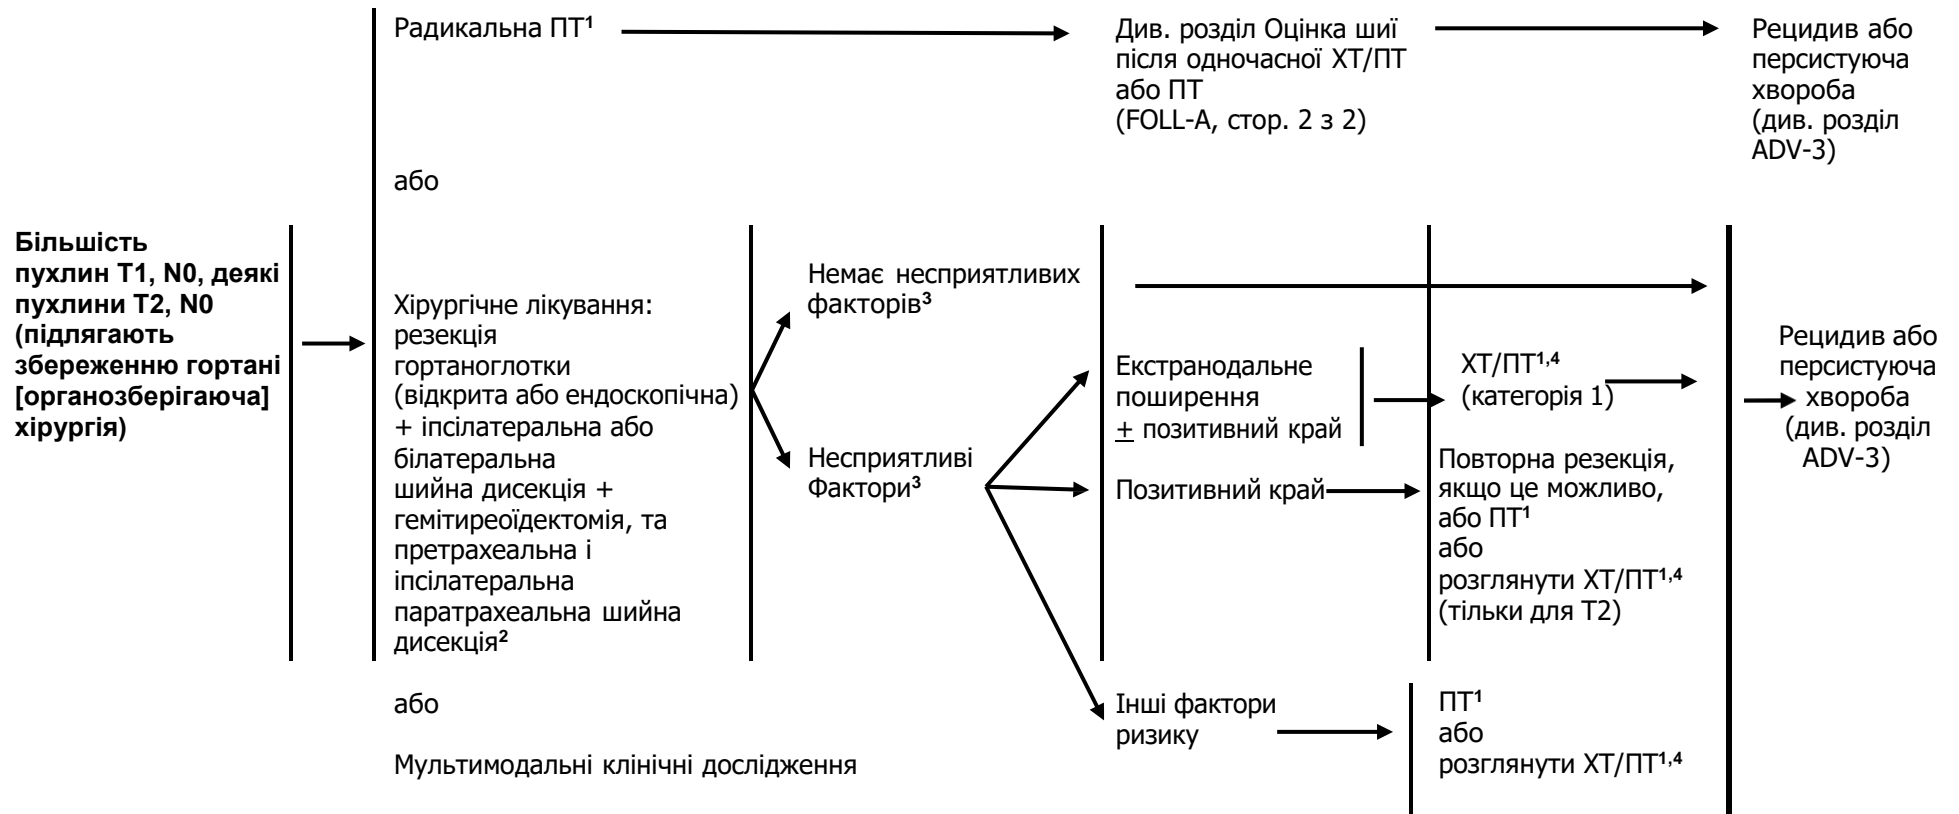 Радикальна ПТ¹
Див. розділ Оцінка шиї
після одночасної ХТ/ПТ
або ПТ
(FOLL-A, стор. 2 з 2)
Рецидив або
персистуюча
хвороба
(див. розділ
ADV-3)
або
Більшість
пухлин T1, N0, деякі
пухлини T2, N0
(підлягають
збереженню гортані
[органозберігаюча]
хірургія)
Хірургічне лікування:
резекція
гортаноглотки
(відкрита або ендоскопічна)
+ іпсілатеральна або
білатеральна
шийна дисекція +
гемітиреоїдектомія, та
претрахеальна і
іпсілатеральна
паратрахеальна шийна
дисекція²
Немає несприятливих
факторів³
Несприятливі
Фактори³
Екстранодальне
поширення
+ позитивний край
ХТ/ПТ¹,⁴
(категорія 1)
Позитивний край
Повторна резекція,
якщо це можливо,
або ПТ¹
або
розглянути ХТ/ПТ¹,⁴
(тільки для Т2)
Рецидив або
персистуюча
хвороба
(див. розділ
ADV-3)
або
Мультимодальні клінічні дослідження
Інші фактори
ризику
ПТ¹
або
розглянути ХТ/ПТ¹,⁴